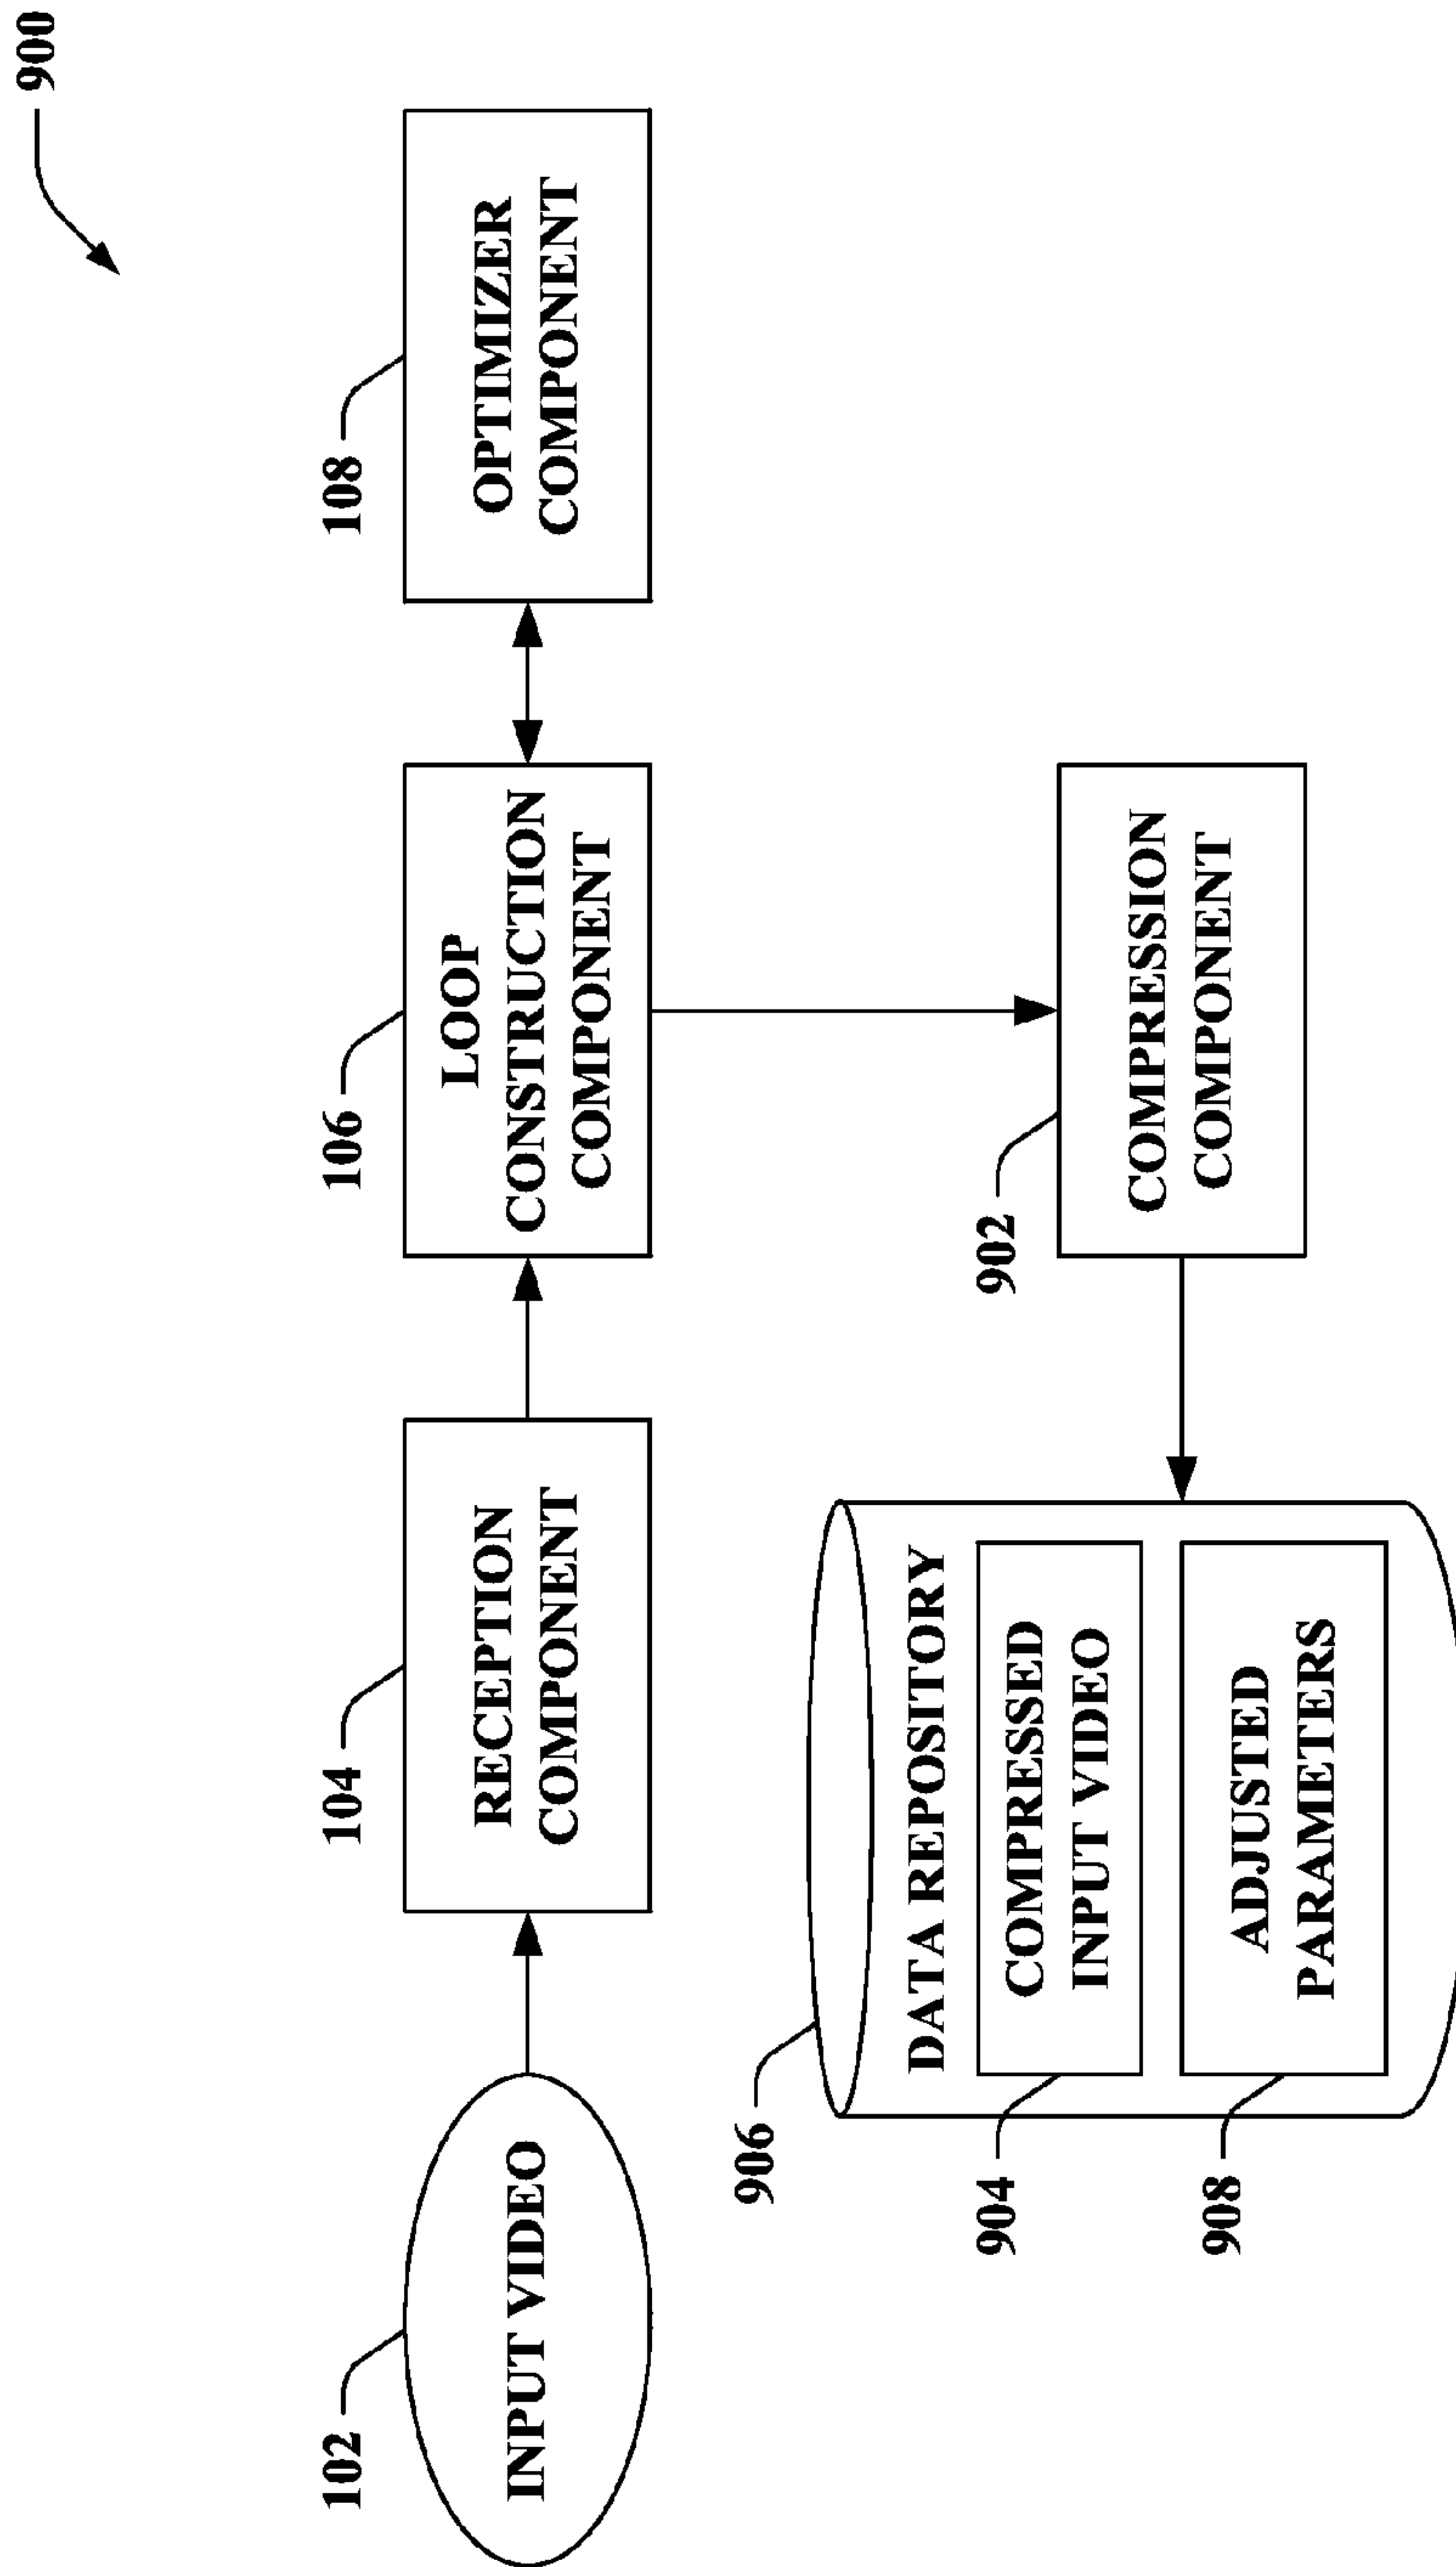 900
102
INPUT VIDEO
104
RECEPTION
COMPONENT
106
LOOP
CONSTRUCTION
COMPONENT
108
OPTIMIZER
COMPONENT
906
DATA REPOSITORY
904
COMPRESSED
INPUT VIDEO
908
ADJUSTED
PARAMETERS
902
COMPRESSION
COMPONENT